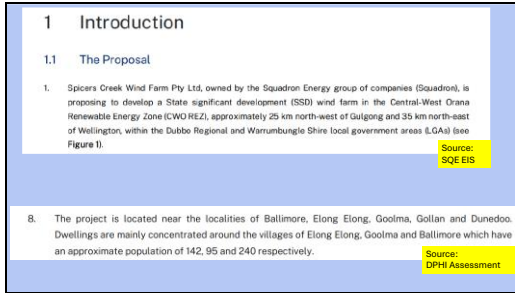 1 Introduction
1.1 The Proposal
1. Spicers Creek Wind Farm Pty Ltd, owned by the Squadron Energy group of companies (Squadron), is
proposing to develop a State significant development (SSD) wind farm in the Central-West Orana
Renewable Energy Zone (CWO REZ), approximately 25 km north-west of Gulgong and 35 km north-east
of Wellington, within the Dubbo Regional and Warrumbungle Shire local government areas (LGAs) (see
Figure 1).
Source:
SQE EIS
8. The project is located near the localities of Ballimore, Elong Elong, Goolma, Gollan and Dunedoo.
Dwellings are mainly concentrated around the villages of Elong Elong, Goolma and Ballimore which have
an approximate population of 142, 95 and 240 respectively.
Source:
DPHI Assessment